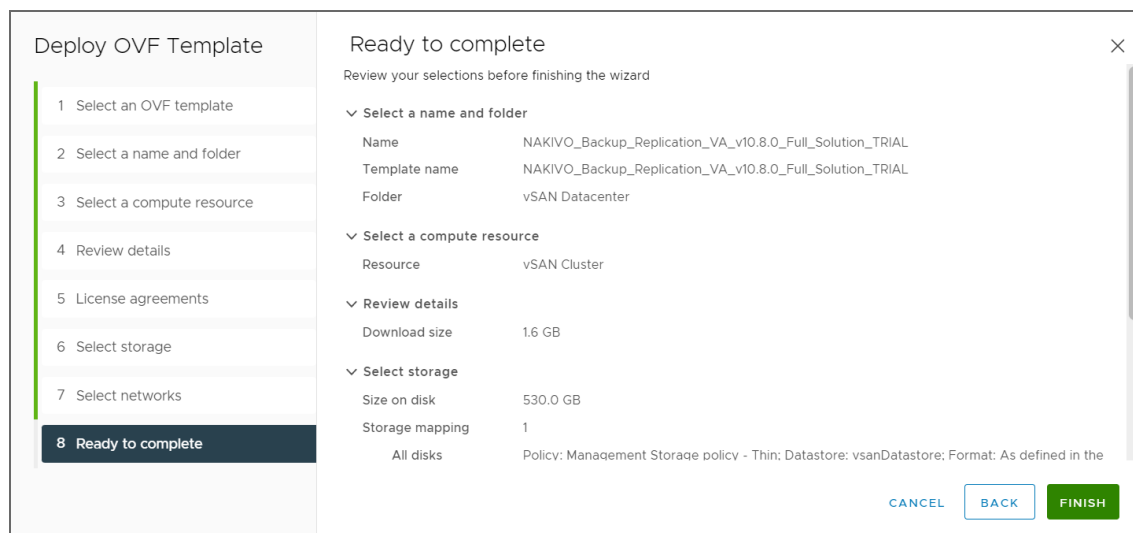 Deploy OVF Template
1 Select an OVF template
2 Select a name and folder
3 Select a compute resource
4 Review details
5 License agreements
6 Select storage
7 Select networks
8 Ready to complete
Ready to complete
Review your selections before finishing the wizard
Select a name and folder
Name NAKIVO_Backup_Replication_VA_v10.8.0_Full_Solution_TRIAL
Template name NAKIVO_Backup_Replication_VA_v10.8.0_Full_Solution_TRIAL
Folder vSAN Datacenter
Select a compute resource
Resource vSAN Cluster
Review details
Download size 1.6 GB
Select storage
Size on disk 530.0 GB
Storage mapping 1
All disks Policy: Management Storage policy - Thin; Datastore: vsanDatastore; Format: As defined in the
CANCEL BACK FINISH